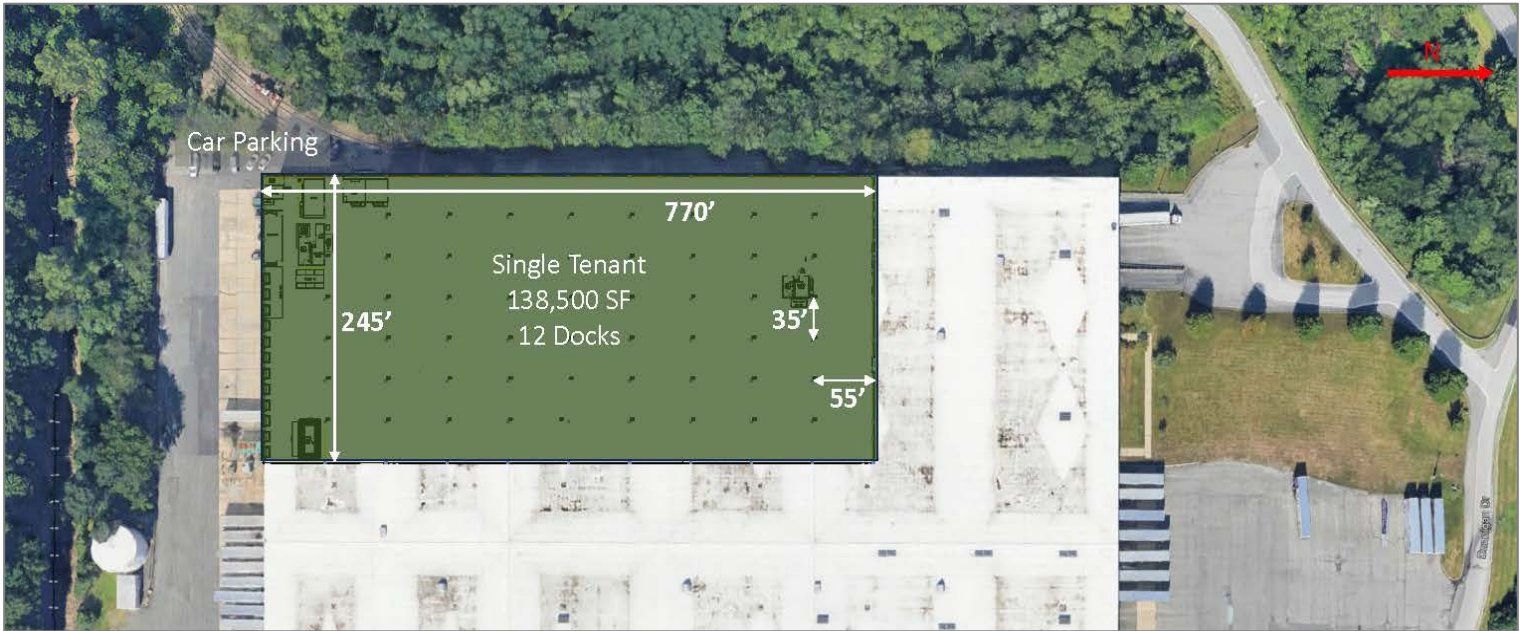 N
Car Parking
770'
Single Tenant
138,500 SF
12 Docks
245'
35'
55'